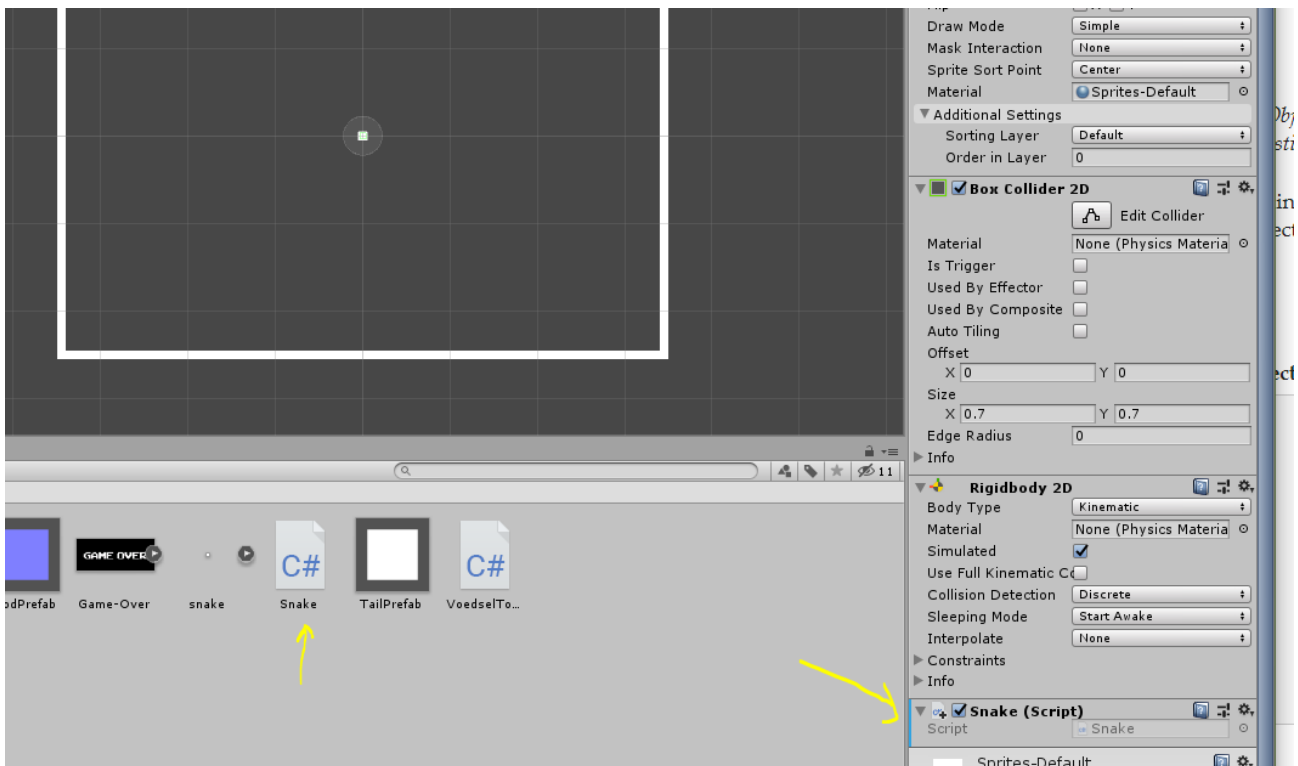 Draw Mode Simple
Mask Interaction None
Sprite Sort Point Center
Material Sprites-Default
Additional Settings
Sorting Layer Default
Order in Layer 0
Box Collider 2D
Edit Collider
Material None (Physics Materia
Is Trigger
Used By Effector
Used By Composite
Auto Tiling
Offset
X 0 Y 0
Size
X 0.7 Y 0.7
Edge Radius 0
Info
Rigidbody 2D
Body Type Kinematic
Material None (Physics Materia
Simulated
Use Full Kinematic Co
Collision Detection Discrete
Sleeping Mode Start Awake
Interpolate None
Constraints
Info
Snake (Script)
Script Snake
Sprites-Default
11
GAME OVER
C#
C#
odPrefab Game-Over snake Snake TailPrefab VoedselTo...